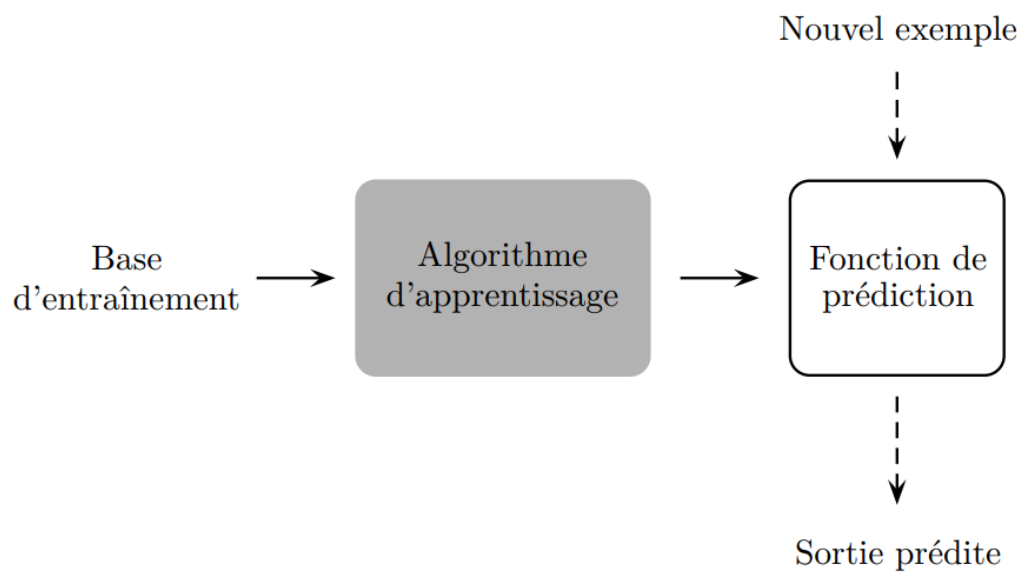 Nouvel exemple
Base
d'entraînement
Algorithme
d'apprentissage
Fonction de
prédiction
Sortie prédite